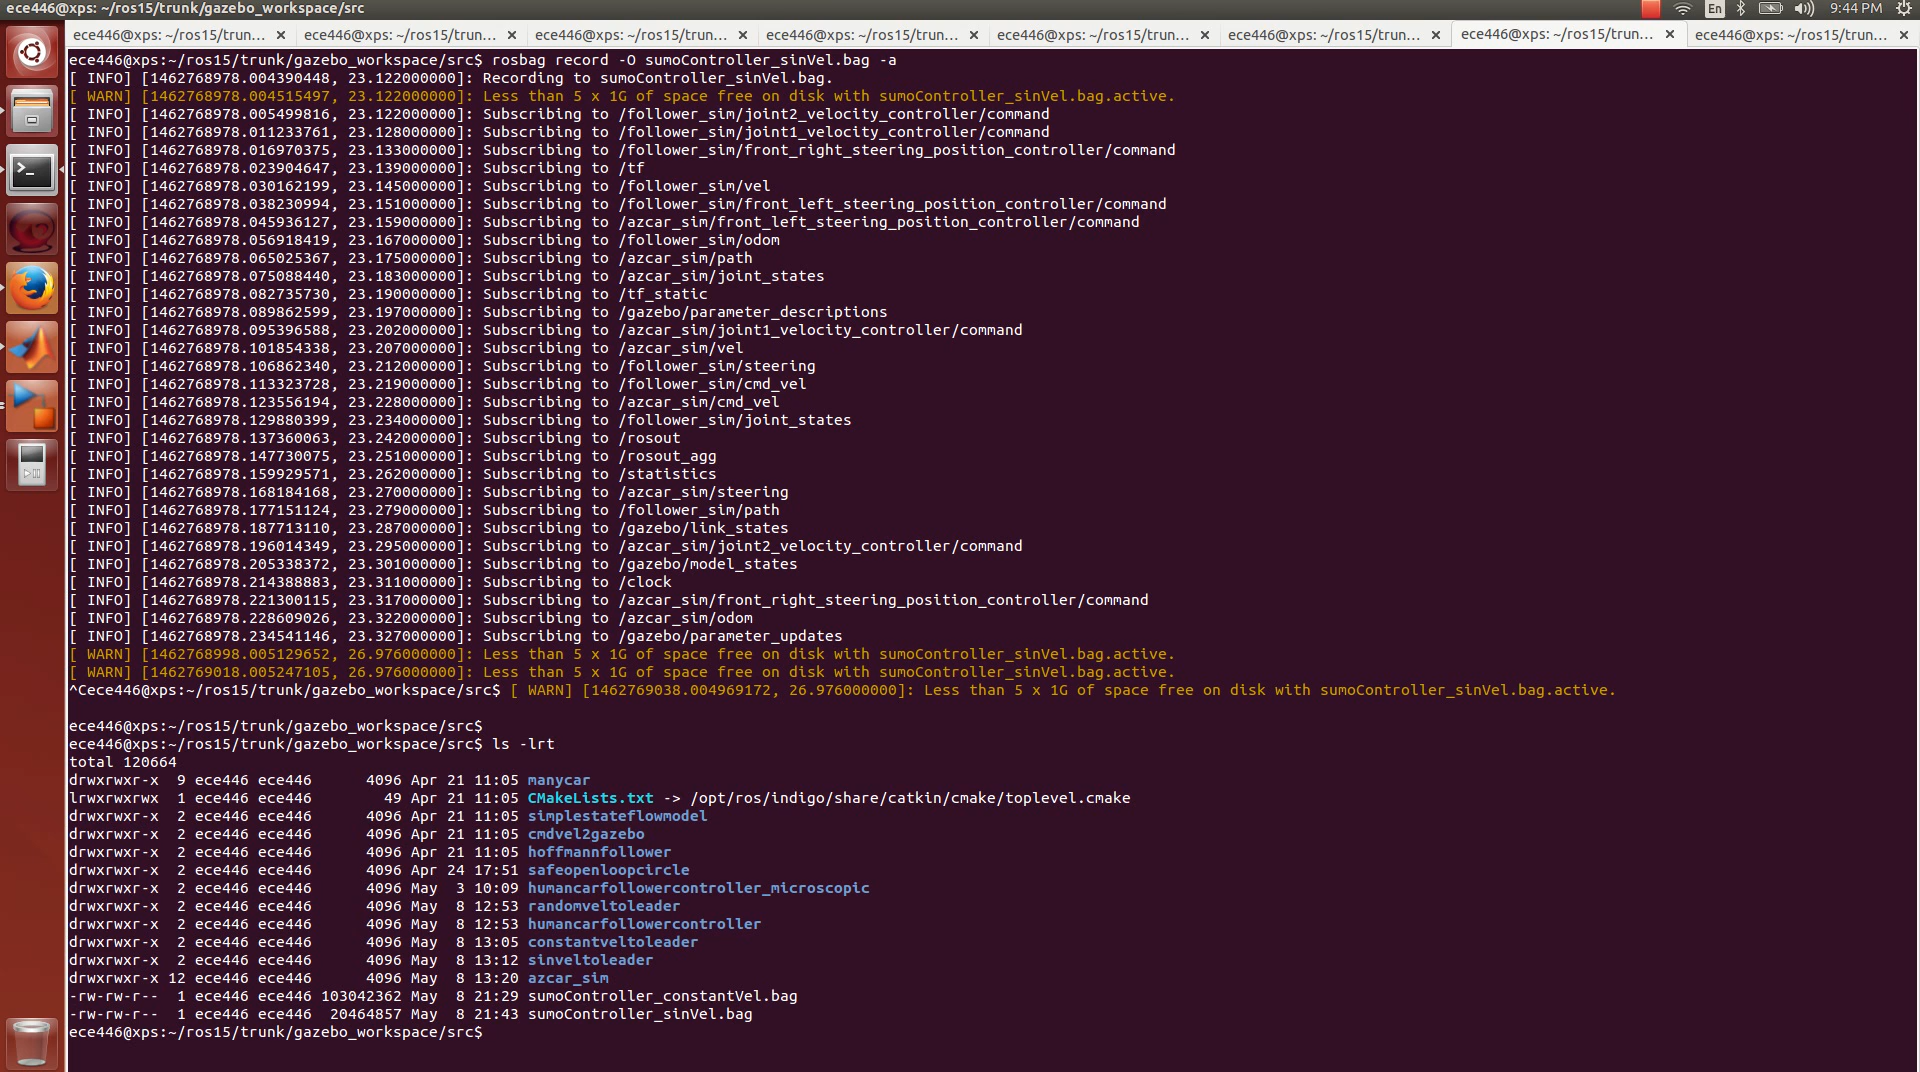 ece446@xps: ~/ros15/trunk/gazebo_workspace/src
En
9:44 PM
ece446@xps: ~/ros15/trun... × ece446@xps: ~/ros15/trun... × ece446@xps: ~/ros15/trun... × ece446@xps: ~/ros15/trun... × ece446@xps: ~/ros15/trun... × ece446@xps: ~/ros15/trun... × ece446@xps: ~/ros15/trun... × ece446@xps: ~/ros15/trun... ×
ece446@xps:~/ros15/trunk/gazebo_workspace/src$ rosbag record -O sumoController_sinVel.bag -a
[ INFO] [1462768978.004390448, 23.122000000]: Recording to sumoController_sinVel.bag.
[ WARN] [1462768978.004515497, 23.122000000]: Less than 5 x 1G of space free on disk with sumoController_sinVel.bag.active.
[ INFO] [1462768978.005499816, 23.122000000]: Subscribing to /follower_sim/joint2_velocity_controller/command
[ INFO] [1462768978.011233761, 23.128000000]: Subscribing to /follower_sim/joint1_velocity_controller/command
[ INFO] [1462768978.016970375, 23.133000000]: Subscribing to /follower_sim/front_right_steering_position_controller/command
[ INFO] [1462768978.023904647, 23.139000000]: Subscribing to /tf
[ INFO] [1462768978.030162199, 23.145000000]: Subscribing to /follower_sim/vel
[ INFO] [1462768978.038230994, 23.151000000]: Subscribing to /follower_sim/front_left_steering_position_controller/command
[ INFO] [1462768978.045936127, 23.159000000]: Subscribing to /azcar_sim/front_left_steering_position_controller/command
[ INFO] [1462768978.056918419, 23.167000000]: Subscribing to /follower_sim/odom
[ INFO] [1462768978.065025367, 23.175000000]: Subscribing to /azcar_sim/path
[ INFO] [1462768978.075088440, 23.183000000]: Subscribing to /azcar_sim/joint_states
[ INFO] [1462768978.082735730, 23.190000000]: Subscribing to /tf_static
[ INFO] [1462768978.089862599, 23.197000000]: Subscribing to /gazebo/parameter_descriptions
[ INFO] [1462768978.095396588, 23.202000000]: Subscribing to /azcar_sim/joint1_velocity_controller/command
[ INFO] [1462768978.101854338, 23.207000000]: Subscribing to /azcar_sim/vel
[ INFO] [1462768978.106862340, 23.212000000]: Subscribing to /follower_sim/steering
[ INFO] [1462768978.113323728, 23.219000000]: Subscribing to /follower_sim/cmd_vel
[ INFO] [1462768978.123556194, 23.228000000]: Subscribing to /azcar_sim/cmd_vel
[ INFO] [1462768978.129880399, 23.234000000]: Subscribing to /follower_sim/joint_states
[ INFO] [1462768978.137360063, 23.242000000]: Subscribing to /rosout
[ INFO] [1462768978.147730075, 23.251000000]: Subscribing to /rosout_agg
[ INFO] [1462768978.159929571, 23.262000000]: Subscribing to /statistics
[ INFO] [1462768978.168184168, 23.270000000]: Subscribing to /azcar_sim/steering
[ INFO] [1462768978.177151124, 23.279000000]: Subscribing to /follower_sim/path
[ INFO] [1462768978.187713110, 23.287000000]: Subscribing to /gazebo/link_states
[ INFO] [1462768978.196014349, 23.295000000]: Subscribing to /azcar_sim/joint2_velocity_controller/command
[ INFO] [1462768978.205338372, 23.301000000]: Subscribing to /gazebo/model_states
[ INFO] [1462768978.214388883, 23.311000000]: Subscribing to /clock
[ INFO] [1462768978.221300115, 23.317000000]: Subscribing to /azcar_sim/front_right_steering_position_controller/command
[ INFO] [1462768978.228609026, 23.322000000]: Subscribing to /azcar_sim/odom
[ INFO] [1462768978.234541146, 23.327000000]: Subscribing to /gazebo/parameter_updates
[ WARN] [1462768998.005129652, 26.976000000]: Less than 5 x 1G of space free on disk with sumoController_sinVel.bag.active.
[ WARN] [1462769018.005247105, 26.976000000]: Less than 5 x 1G of space free on disk with sumoController_sinVel.bag.active.
^Cece446@xps:~/ros15/trunk/gazebo_workspace/src$ [ WARN] [1462769038.004969172, 26.976000000]: Less than 5 x 1G of space free on disk with sumoController_sinVel.bag.active.
ece446@xps:~/ros15/trunk/gazebo_workspace/src$
ece446@xps:~/ros15/trunk/gazebo_workspace/src$ ls -lrt
total 120664
drwxrwxr-x 9 ece446 ece446 4096 Apr 21 11:05 manycar
lrwxrwxrwx 1 ece446 ece446 49 Apr 21 11:05 CMakeLists.txt -> /opt/ros/indigo/share/catkin/cmake/toplevel.cmake
drwxrwxr-x 2 ece446 ece446 4096 Apr 21 11:05 simplestateflowmodel
drwxrwxr-x 2 ece446 ece446 4096 Apr 21 11:05 cmdvel2gazebo
drwxrwxr-x 2 ece446 ece446 4096 Apr 21 11:05 hoffmannfollower
drwxrwxr-x 2 ece446 ece446 4096 Apr 24 17:51 safeopenloopcircle
drwxrwxr-x 2 ece446 ece446 4096 May 3 10:09 humancarfollowercontroller_microscopic
drwxrwxr-x 2 ece446 ece446 4096 May 8 12:53 randomveltoleader
drwxrwxr-x 2 ece446 ece446 4096 May 8 12:53 humancarfollowercontroller
drwxrwxr-x 2 ece446 ece446 4096 May 8 13:05 constantveltoleader
drwxrwxr-x 2 ece446 ece446 4096 May 8 13:12 sinveltoleader
drwxrwxr-x 12 ece446 ece446 4096 May 8 13:20 azcar_sim
-rw-rw-r-- 1 ece446 ece446 103042362 May 8 21:29 sumoController_constantVel.bag
-rw-rw-r-- 1 ece446 ece446 20464857 May 8 21:43 sumoController_sinVel.bag
ece446@xps:~/ros15/trunk/gazebo_workspace/src$